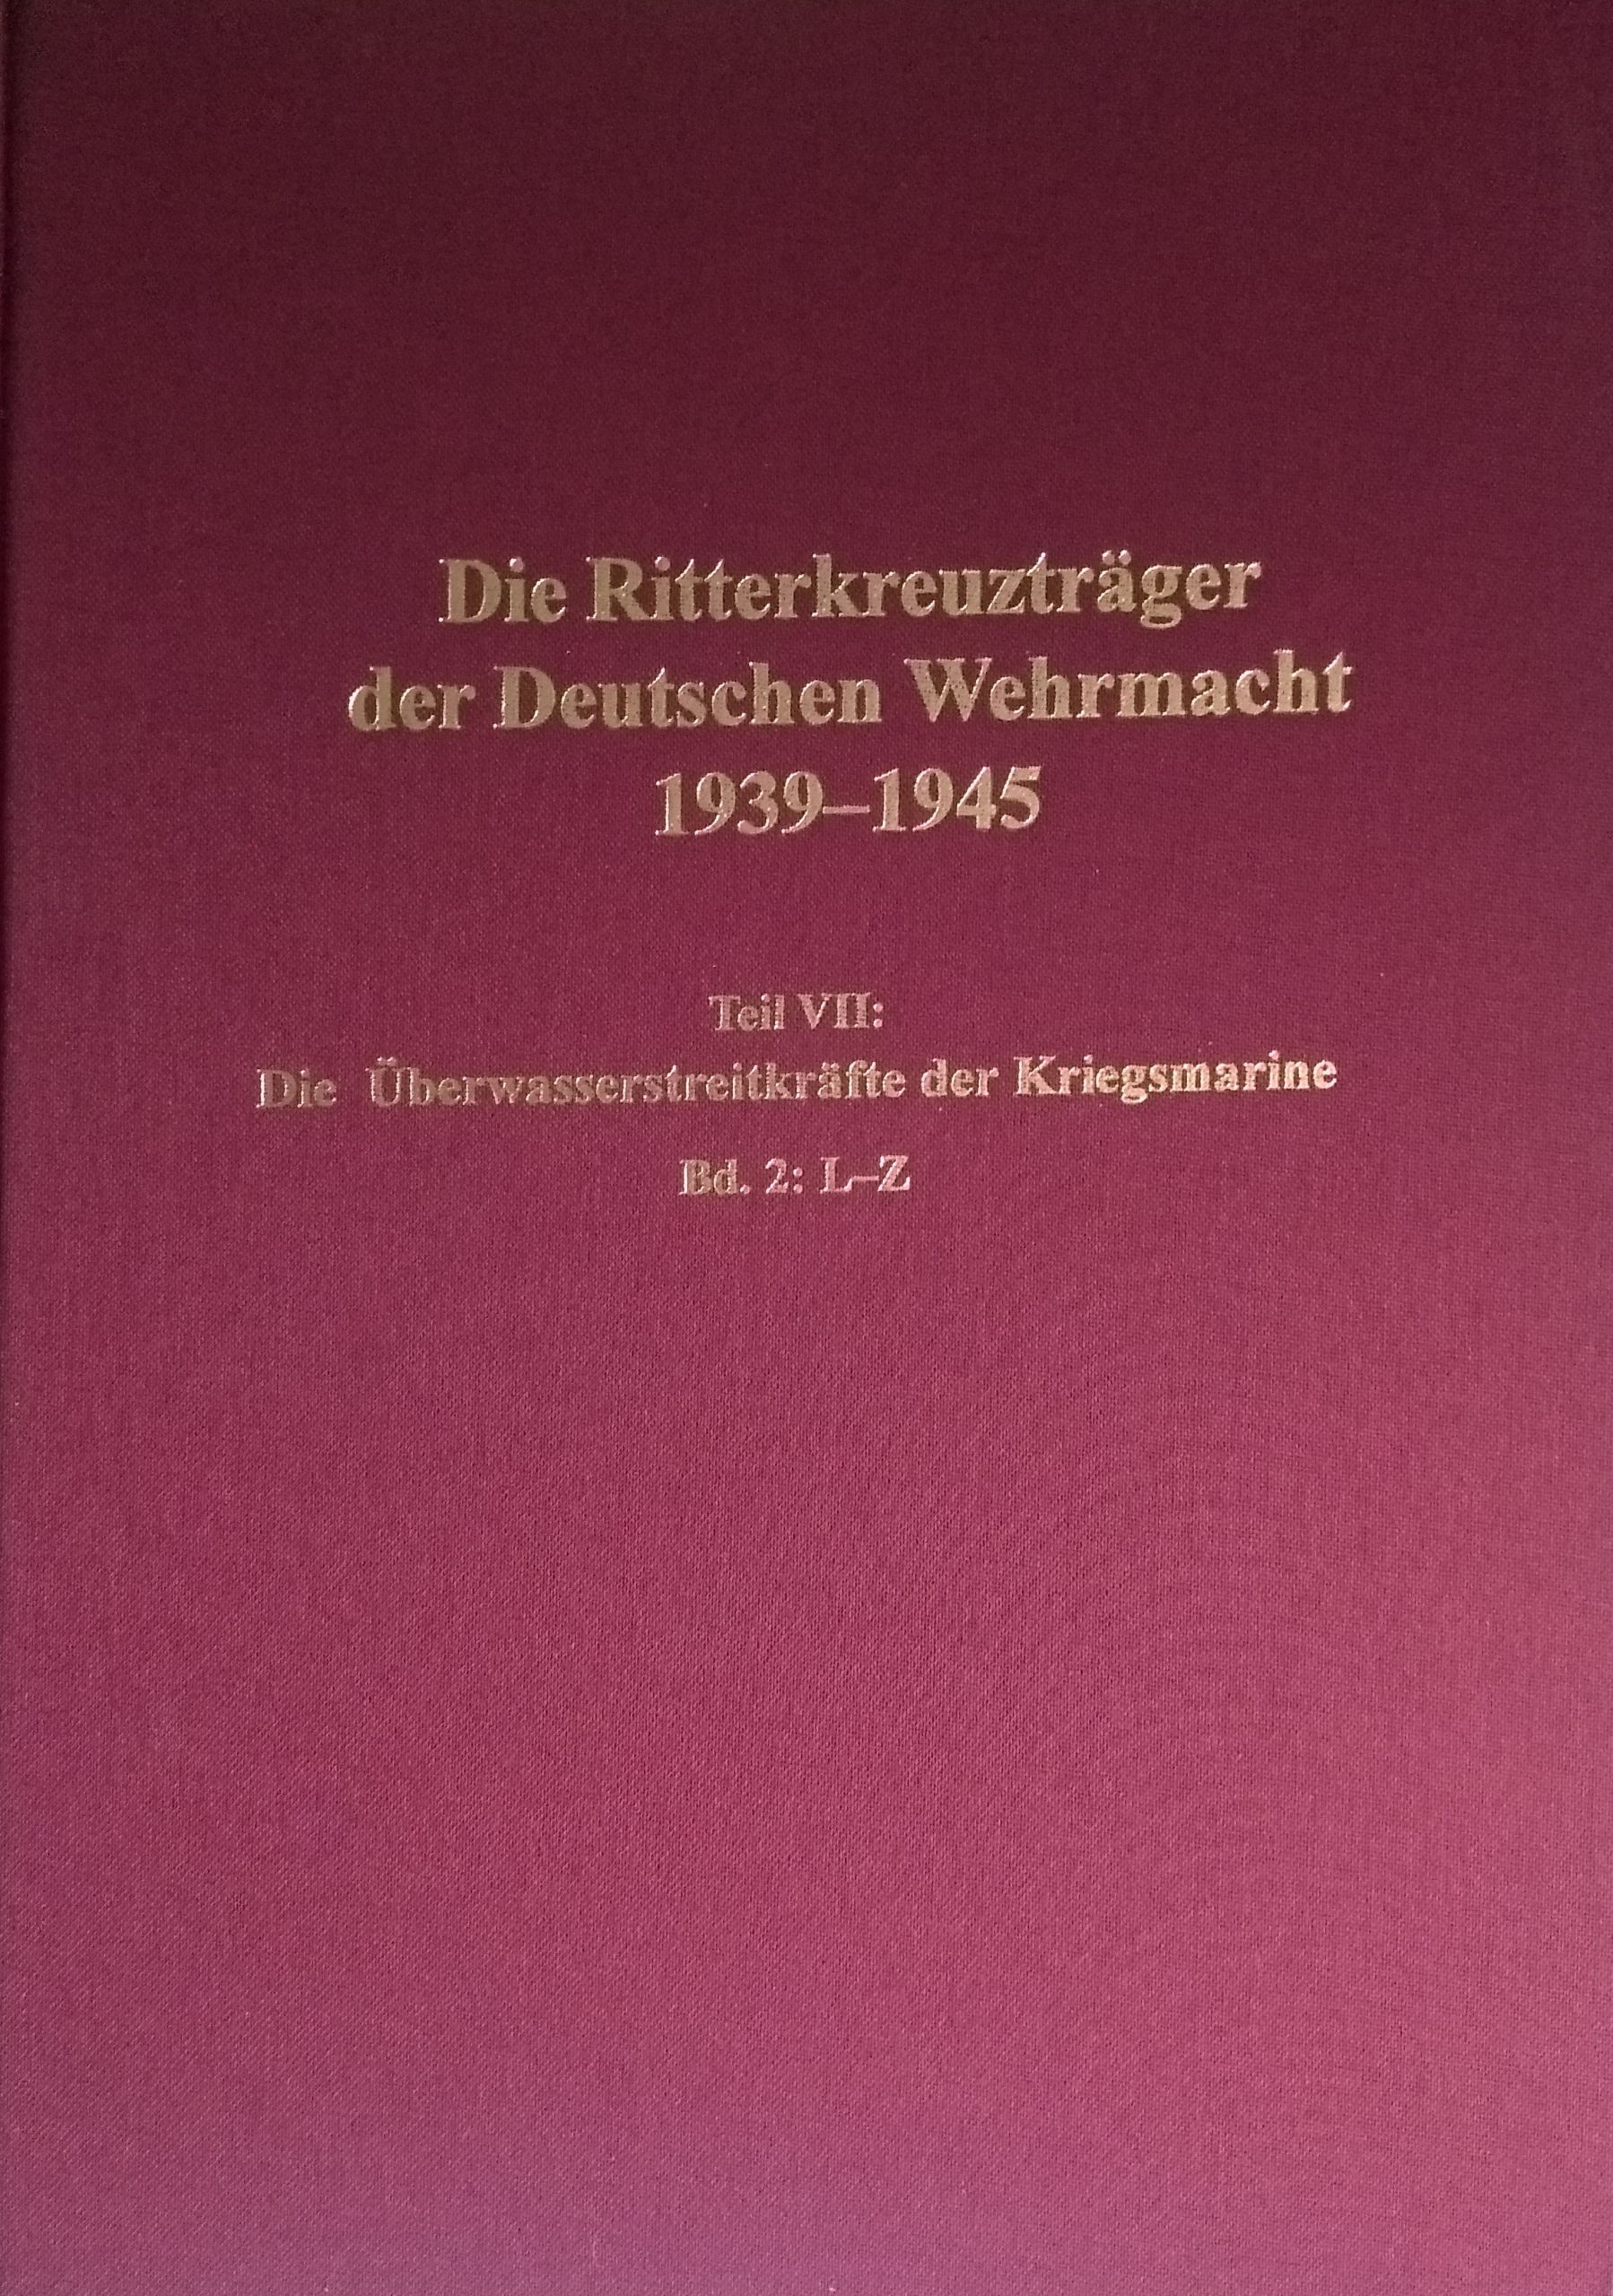 Die Ritterkreuzträger
der Deutschen Wehrmacht
1939–1945
Teil VII:
Die Überwasserstreitkräfte der Kriegsmarine
Bd. 2: L–Z